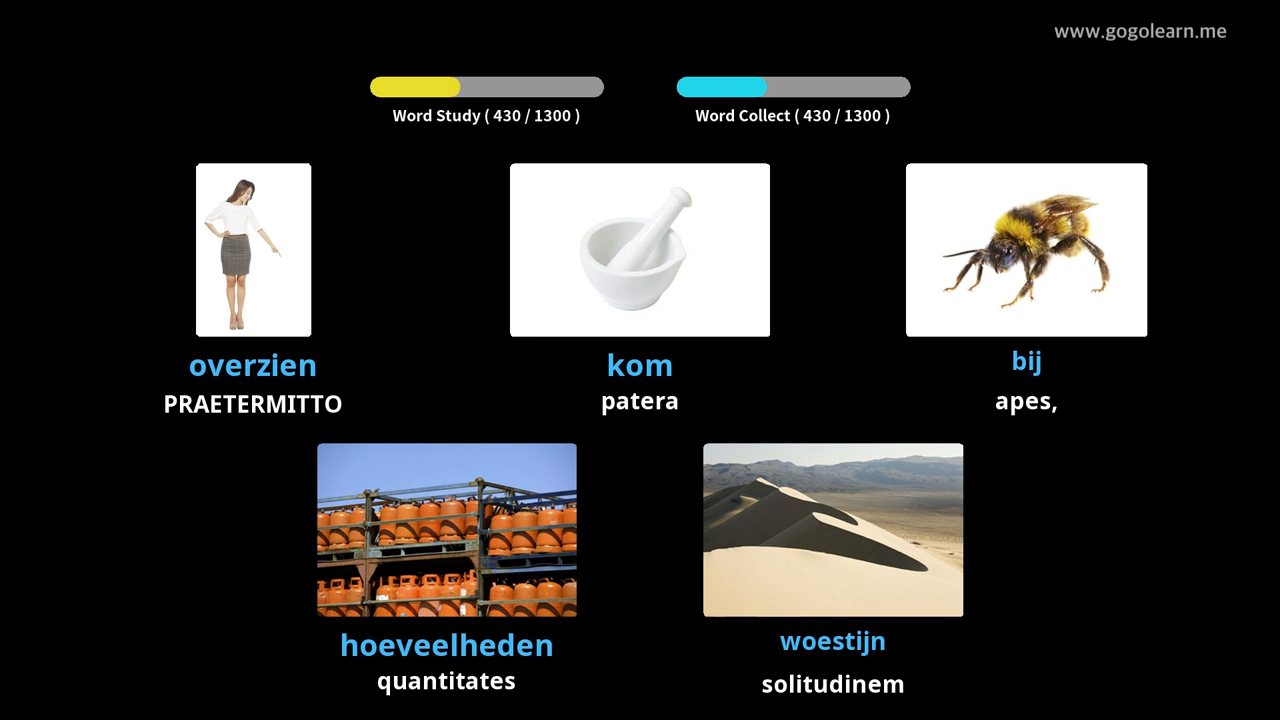 www.gogolearn.me
Word Study ( 430 / 1300 )
Word Collect ( 430 / 1300 )
overzien
PRAETERMITTO
kom
patera
bij
apes,
hoeveelheden
quantitates
woestijn
solitudinem